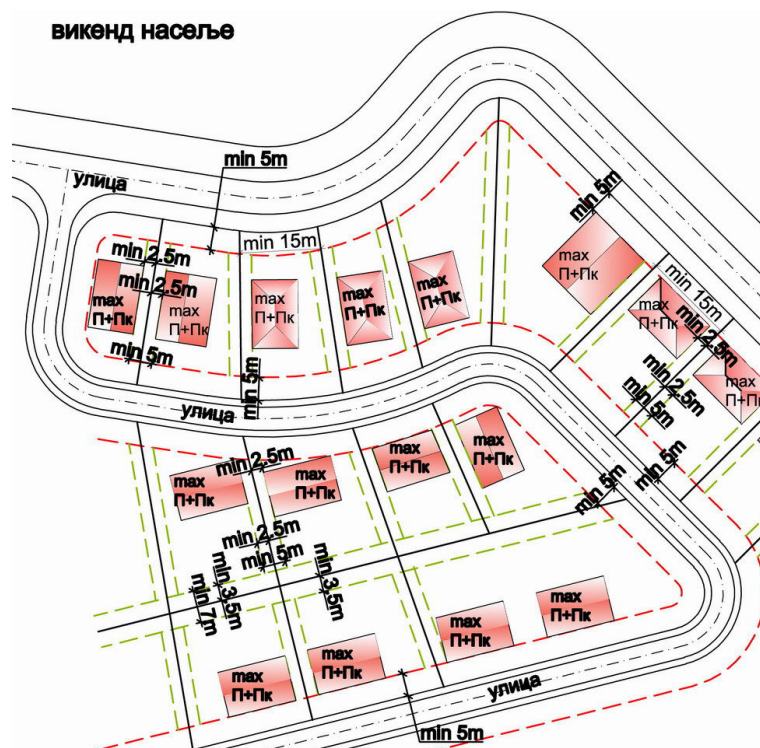 викенд насеље
min 5m
улица
min 5m
min 15m
min 2.5m
min 15m
max
П+Пк
max
П+Пк
min 2.5m
max
П+Пк
max
П+Пк
max
П+Пк
max
П+Пк
max
П+Пк
min 2.5m
min 5m
min 5m
max
П+Пк
min 2.5m
min 5m
улица
max
П+Пк
max
П+Пк
min 2.5m
max
П+Пк
max
П+Пк
min 5m
min 5m
min 2.5m
min 5m
min 3,5m
min 7m
min 3,5m
max
П+Пк
max
П+Пк
max
П+Пк
max
П+Пк
улица
min 5m